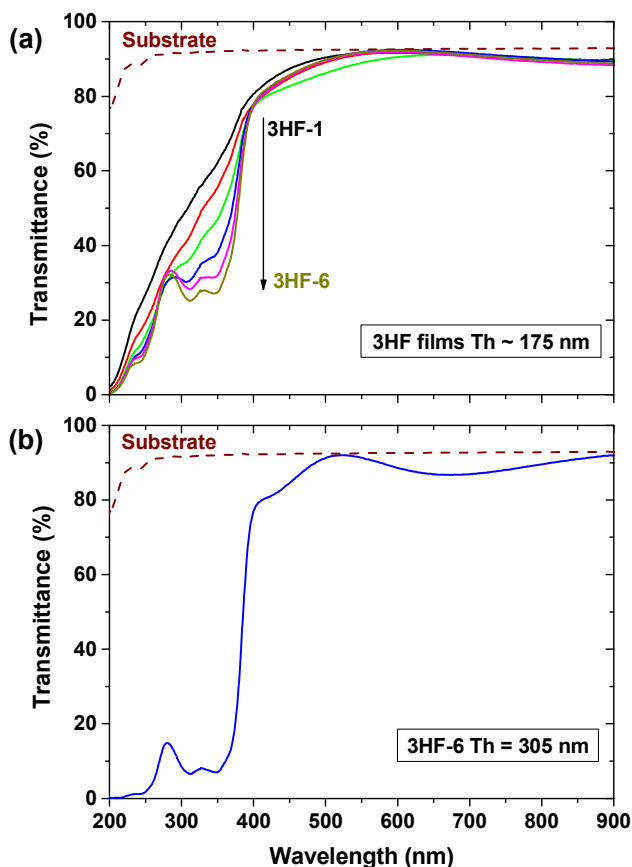 (a)
Substrate
100
80
60
40
20
0
Transmittance (%)
3HF-1
3HF-6
3HF films Th ~ 175 nm
(b)
Substrate
100
80
60
40
20
0
Transmittance (%)
3HF-6 Th = 305 nm
200 300 400 500 600 700 800 900
Wavelength (nm)